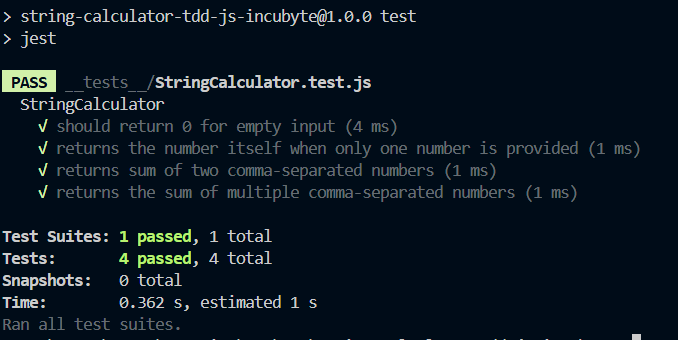 > string-calculator-tdd-js-incubyte@1.0.0 test
> jest
PASS __tests__/StringCalculator.test.js
StringCalculator
√ should return 0 for empty input (4 ms)
√ returns the number itself when only one number is provided (1 ms)
√ returns sum of two comma-separated numbers (1 ms)
√ returns the sum of multiple comma-separated numbers (1 ms)
Test Suites: 1 passed, 1 total
Tests: 4 passed, 4 total
Snapshots: 0 total
Time: 0.362 s, estimated 1 s
Ran all test suites.